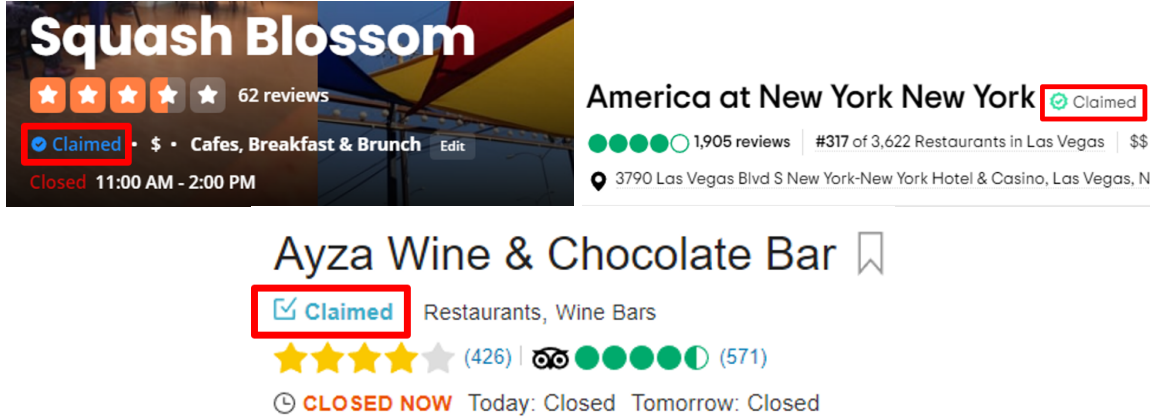 Squash Blossom
62 reviews
Claimed • $ • Cafes, Breakfast & Brunch Edit
Closed 11:00 AM - 2:00 PM
America at New York New York Claimed
1,905 reviews #317 of 3,622 Restaurants in Las Vegas $$
3790 Las Vegas Blvd S New York-New York Hotel & Casino, Las Vegas, N
Ayza Wine & Chocolate Bar
Claimed Restaurants, Wine Bars
(426) (571)
CLOSED NOW Today: Closed Tomorrow: Closed